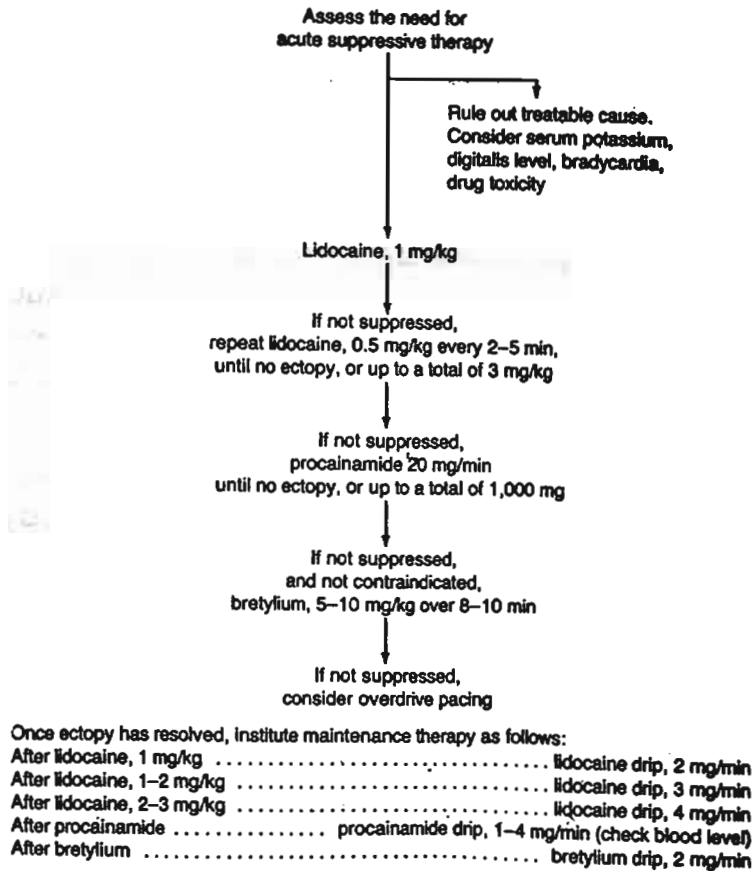 Assess the need for
acute suppressive therapy
Rule out treatable cause.
Consider serum potassium,
digitalis level, bradycardia,
drug toxicity
Lidocaine, 1 mg/kg
If not suppressed,
repeat lidocaine, 0.5 mg/kg every 2–5 min,
until no ectopy, or up to a total of 3 mg/kg
If not suppressed,
procainamide 20 mg/min
until no ectopy, or up to a total of 1,000 mg
If not suppressed,
and not contraindicated,
bretylium, 5–10 mg/kg over 8–10 min
If not suppressed,
consider overdrive pacing
Once ectopy has resolved, institute maintenance therapy as follows:
After lidocaine, 1 mg/kg ................................ lidocaine drip, 2 mg/min
After lidocaine, 1–2 mg/kg .............................. lidocaine drip, 3 mg/min
After lidocaine, 2–3 mg/kg .............................. lidocaine drip, 4 mg/min
After procainamide .............. procainamide drip, 1–4 mg/min (check blood level)
After bretylium ....................................... bretylium drip, 2 mg/min